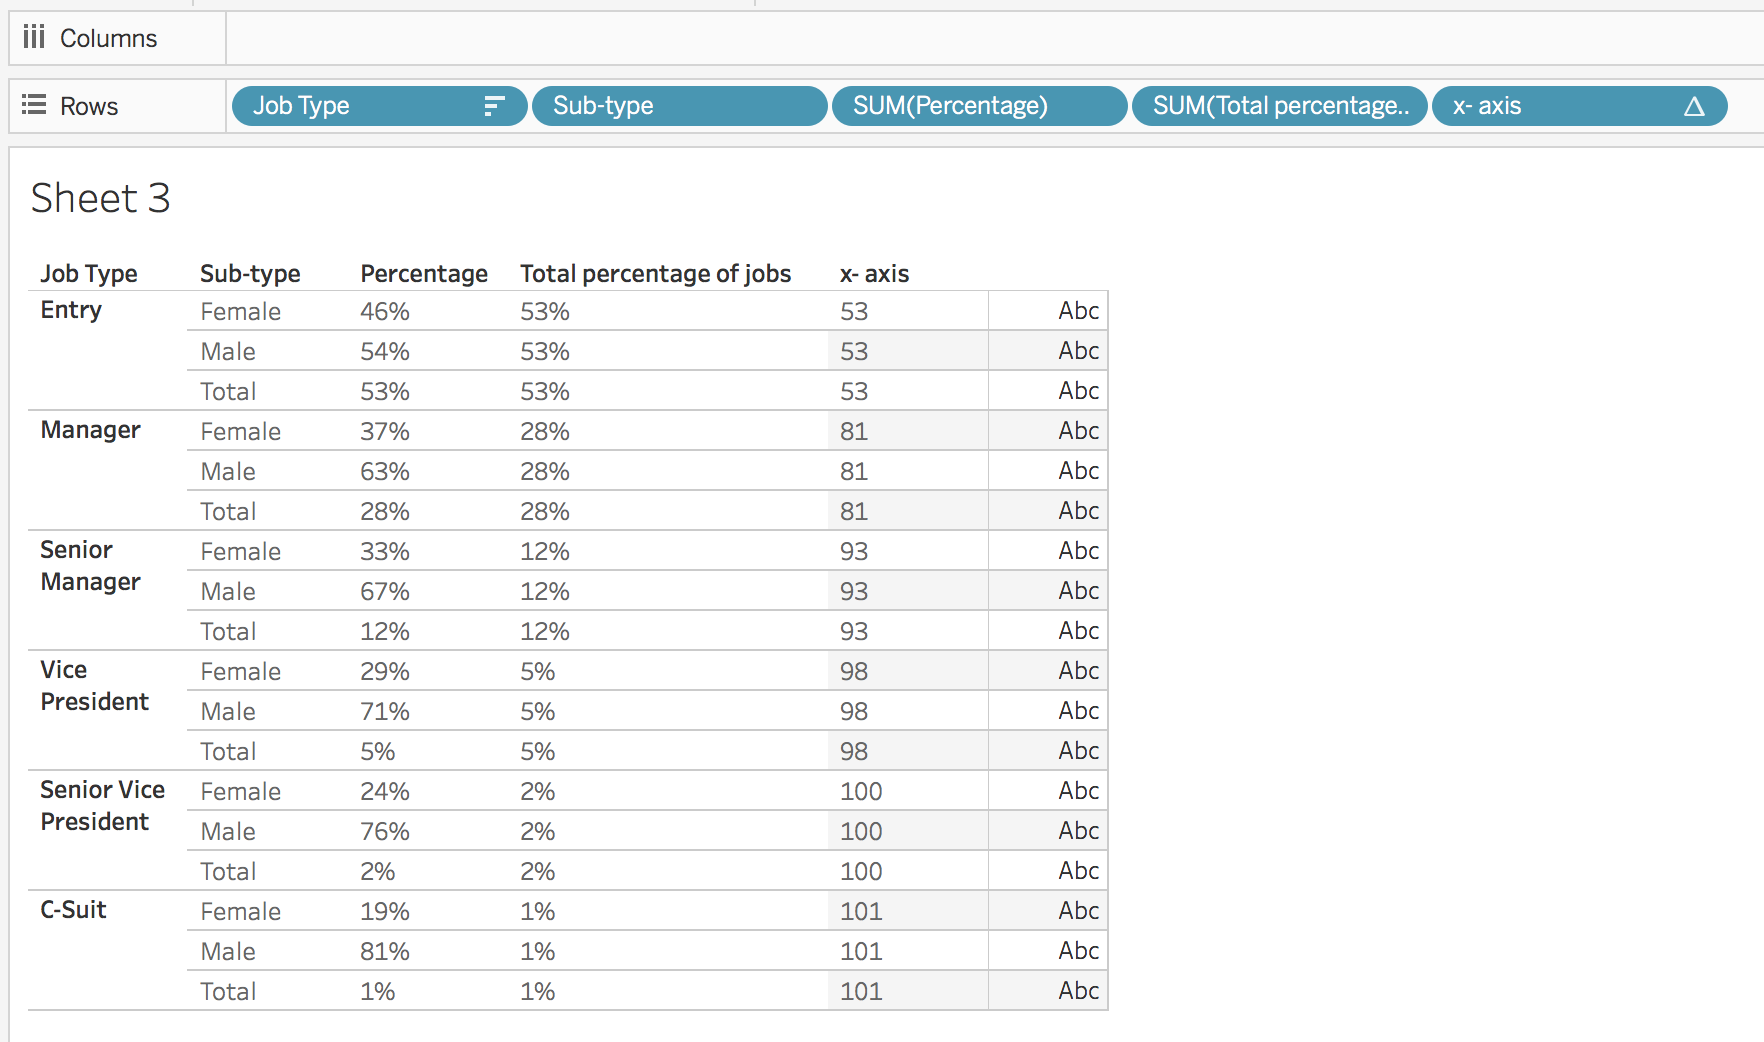 Columns
Rows Job Type Sub-type SUM(Percentage) SUM(Total percentage.. x- axis
Sheet 3
Job Type Sub-type Percentage Total percentage of jobs x- axis
Entry Female 46% 53% 53 Abc
Male 54% 53% 53 Abc
Total 53% 53% 53 Abc
Manager Female 37% 28% 81 Abc
Male 63% 28% 81 Abc
Total 28% 28% 81 Abc
Senior Female 33% 12% 93 Abc
Manager Male 67% 12% 93 Abc
Total 12% 12% 93 Abc
Vice Female 29% 5% 98 Abc
President Male 71% 5% 98 Abc
Total 5% 5% 98 Abc
Senior Vice Female 24% 2% 100 Abc
President Male 76% 2% 100 Abc
Total 2% 2% 100 Abc
C-Suit Female 19% 1% 101 Abc
Male 81% 1% 101 Abc
Total 1% 1% 101 Abc